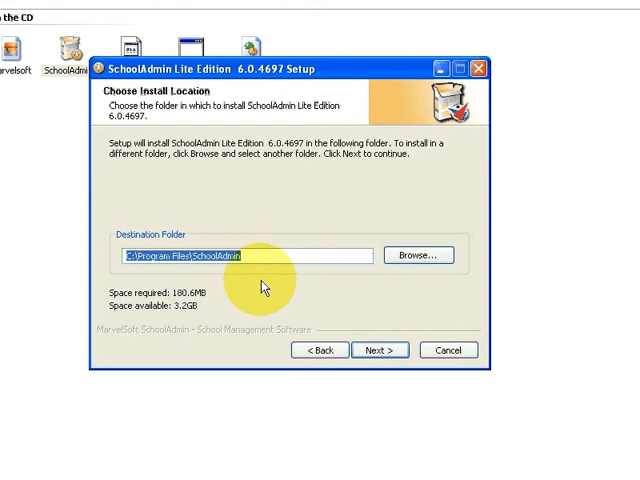 n the CD
arvelsoft
SchoolAdmi
SchoolAdmin Lite Edition 6.0.4697 Setup
Choose Install Location
Choose the folder in which to install SchoolAdmin Lite Edition
6.0.4697.
Setup will install SchoolAdmin Lite Edition 6.0.4697 in the following folder. To install in a
different folder, click Browse and select another folder. Click Next to continue.
Destination Folder
C:\Program Files\SchoolAdmin
Browse...
Space required: 180.6MB
Space available: 3.2GB
MarvelSoft SchoolAdmin - School Management Software
< Back
Next >
Cancel